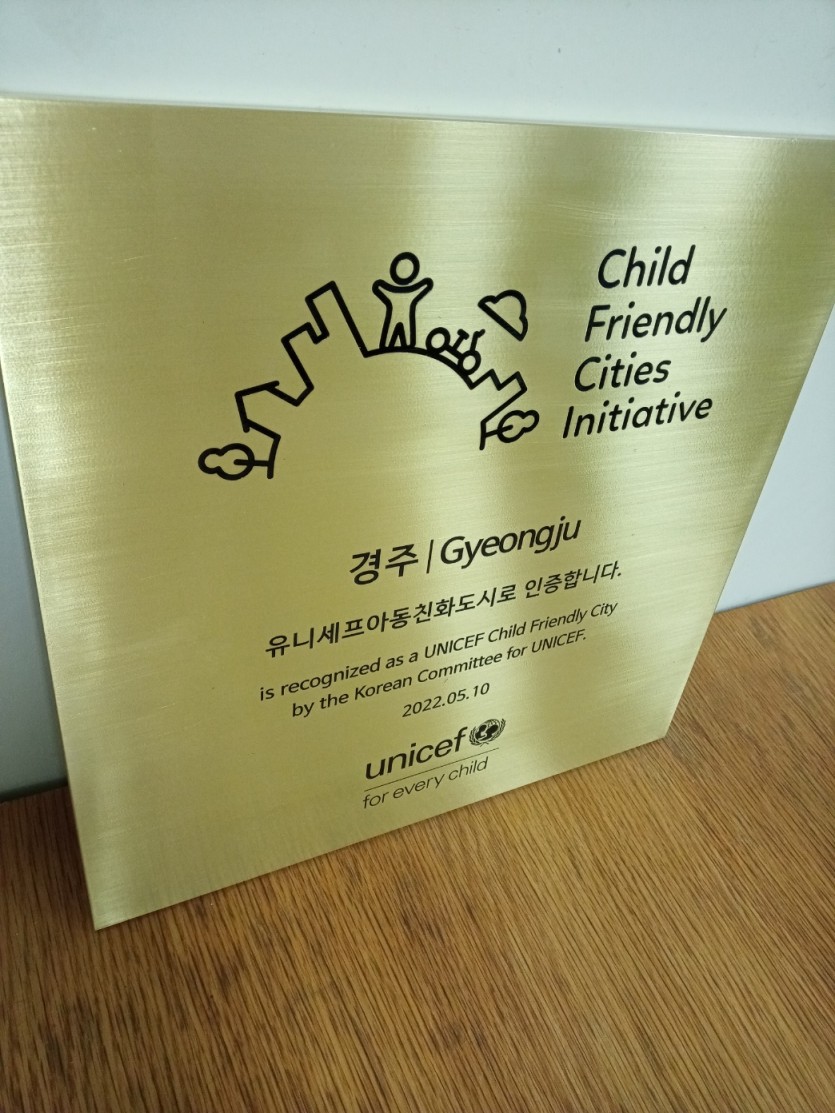 Child
Friendly
Cities
Initiative
경주 | Gyeongju
유니세프아동친화도시로 인증합니다.
is recognized as a UNICEF Child Friendly City
by the Korean Committee for UNICEF.
2022.05.10
unicef
for every child